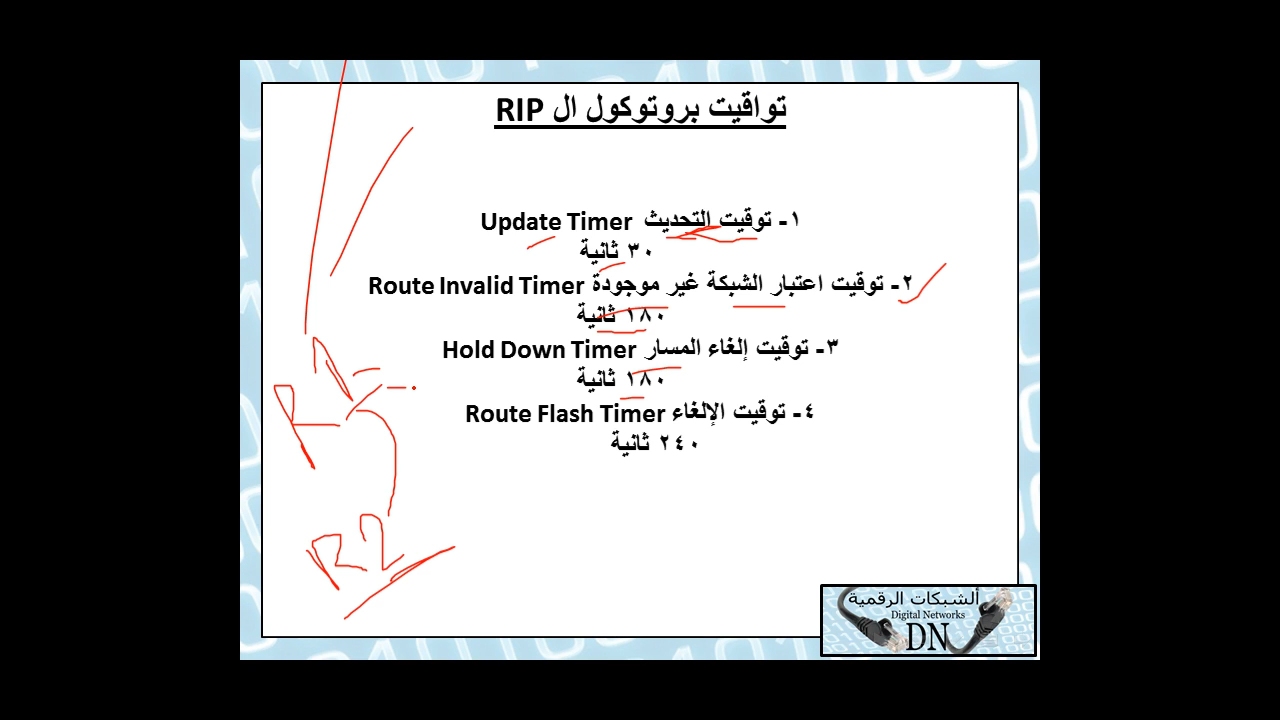 تواقيت بروتوكول ال RIP
١- توقيت التحديث Update Timer
٣٠ ثانية
٢- توقيت اعتبار الشبكة غير موجودة Route Invalid Timer
١٨٠ ثانية
٣- توقيت إلغاء المسار Hold Down Timer
١٨٠ ثانية
٤- توقيت الإلغاء Route Flash Timer
٢٤٠ ثانية
R
R2
ألشبكات الرقمية
Digital Networks
DN